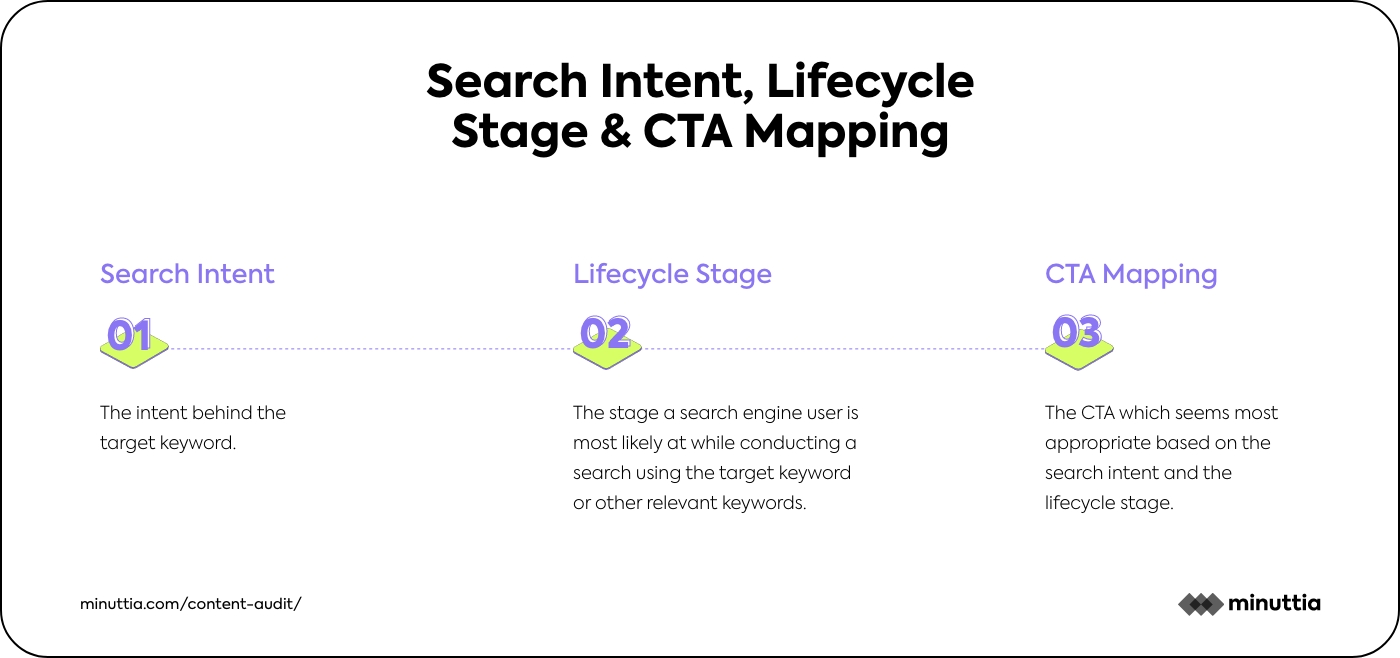 Search Intent, Lifecycle
Stage & CTA Mapping
Search Intent
01
The intent behind the
target keyword.
Lifecycle Stage
02
The stage a search engine user is
most likely at while conducting a
search using the target keyword
or other relevant keywords.
CTA Mapping
03
The CTA which seems most
appropriate based on the
search intent and the
lifecycle stage.
minuttia.com/content-audit/
minuttia